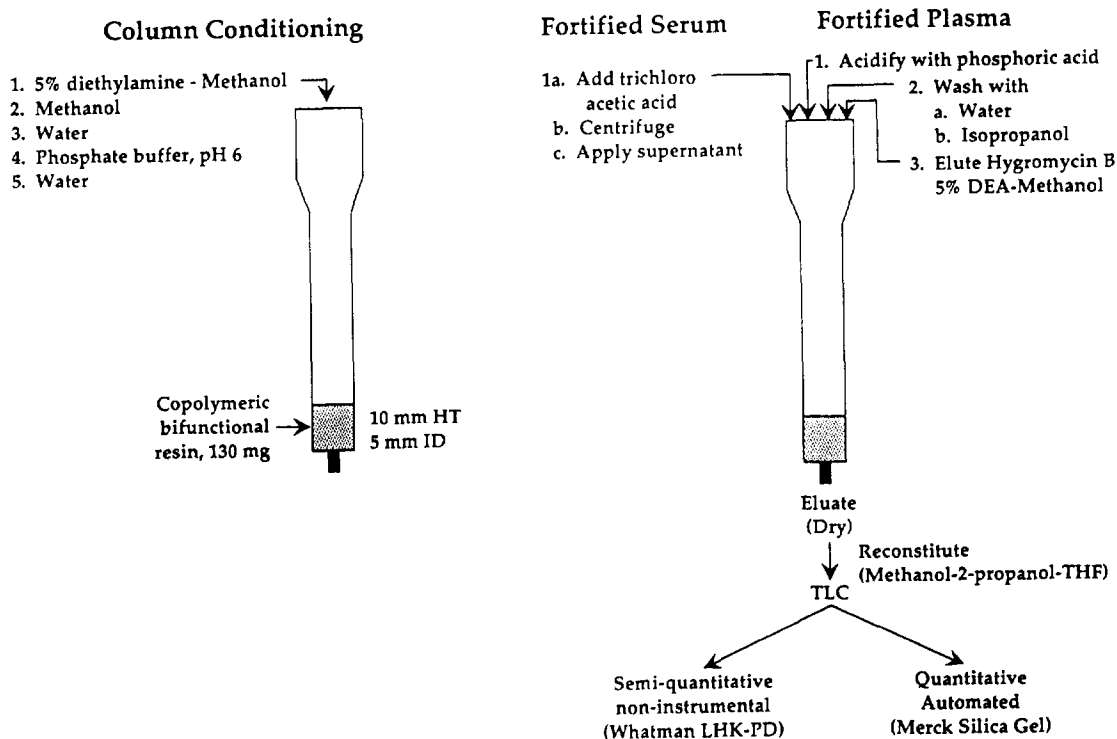 Column Conditioning
1. 5% diethylamine - Methanol
2. Methanol
3. Water
4. Phosphate buffer, pH 6
5. Water
Copolymeric
bifunctional
resin, 130 mg
10 mm HT
5 mm ID
Fortified Serum
1a. Add trichloro
acetic acid
b. Centrifuge
c. Apply supernatant
Fortified Plasma
1. Acidify with phosphoric acid
2. Wash with
a. Water
b. Isopropanol
3. Elute Hygromycin B
5% DEA-Methanol
Eluate
(Dry)
Reconstitute
(Methanol-2-propanol-THF)
TLC
Semi-quantitative
non-instrumental
(Whatman LHK-PD)
Quantitative
Automated
(Merck Silica Gel)